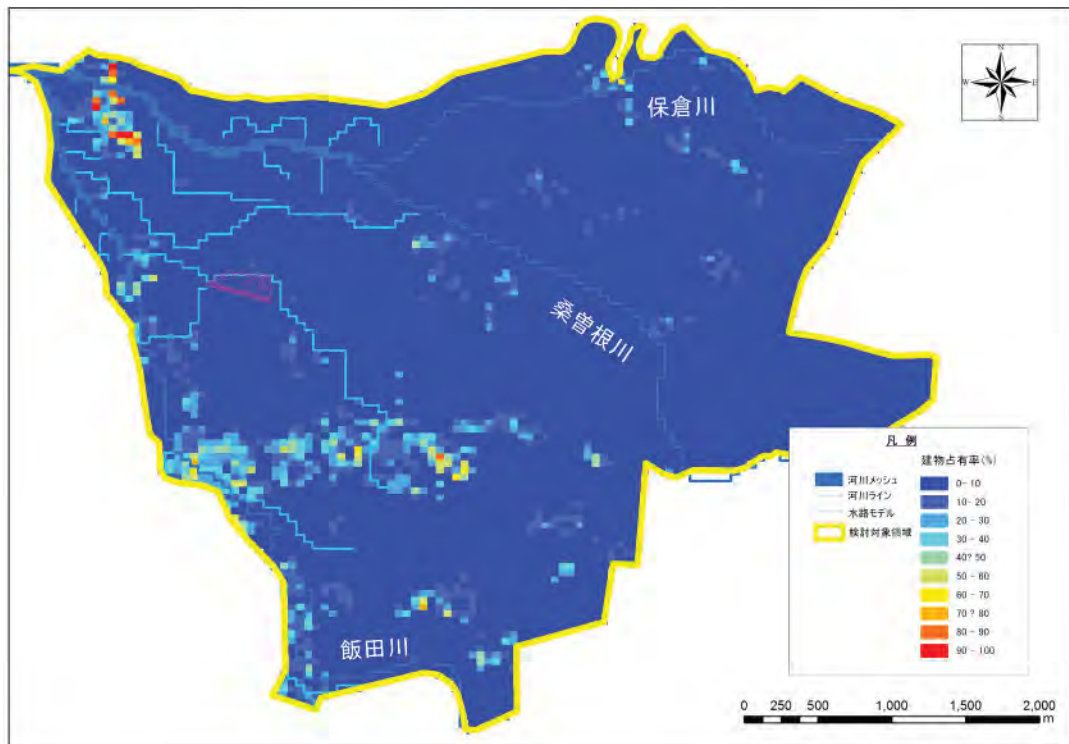 N
W
E
S
保倉川
桑曽根川
飯田川
凡 例
河川メッシュ
河川ライン
水路モデル
検討対象領域
建物占有率(%)
0- 10
10- 20
20 - 30
30 - 40
40? 50
50 - 60
60 - 70
70 ? 80
80 - 90
90 - 100
0 250 500 1,000 1,500 2,000
m